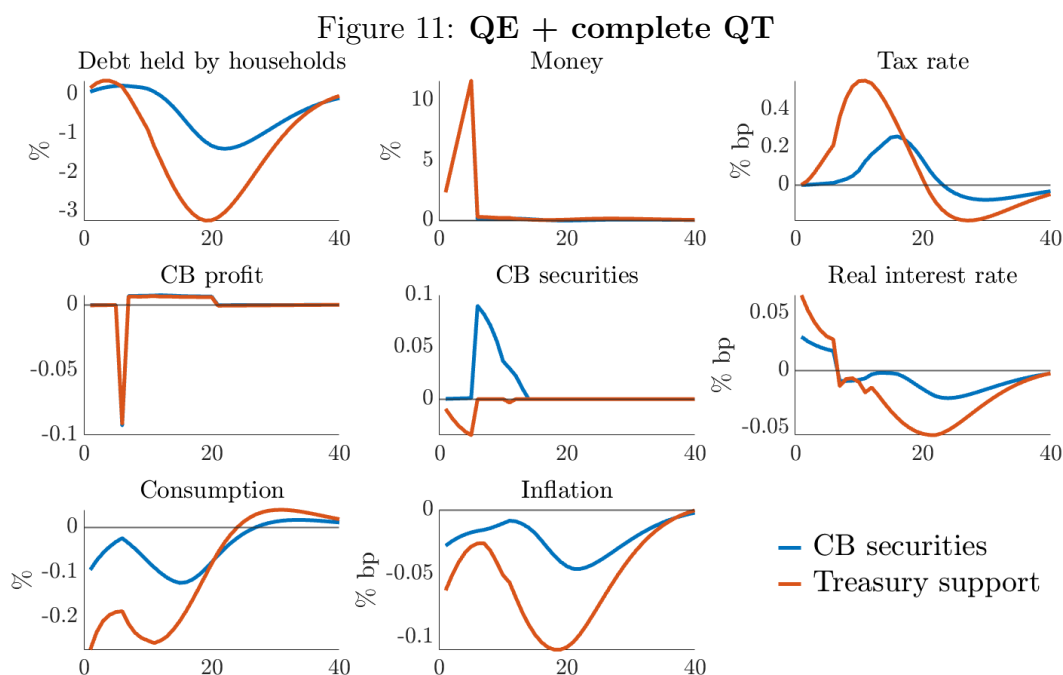 Figure 11: QE + complete QT
Debt held by households
Money
Tax rate
0
-1
-2
-3
%
0 20 40
10
5
0
%
0 20 40
0.4
0.2
0
% bp
0 20 40
CB profit
CB securities
Real interest rate
0
-0.05
-0.1
0 20 40
0.1
0.05
0
0 20 40
0.05
0
-0.05
% bp
0 20 40
Consumption
Inflation
0
-0.1
-0.2
%
0 20 40
0
-0.05
-0.1
% bp
0 20 40
CB securities
Treasury support